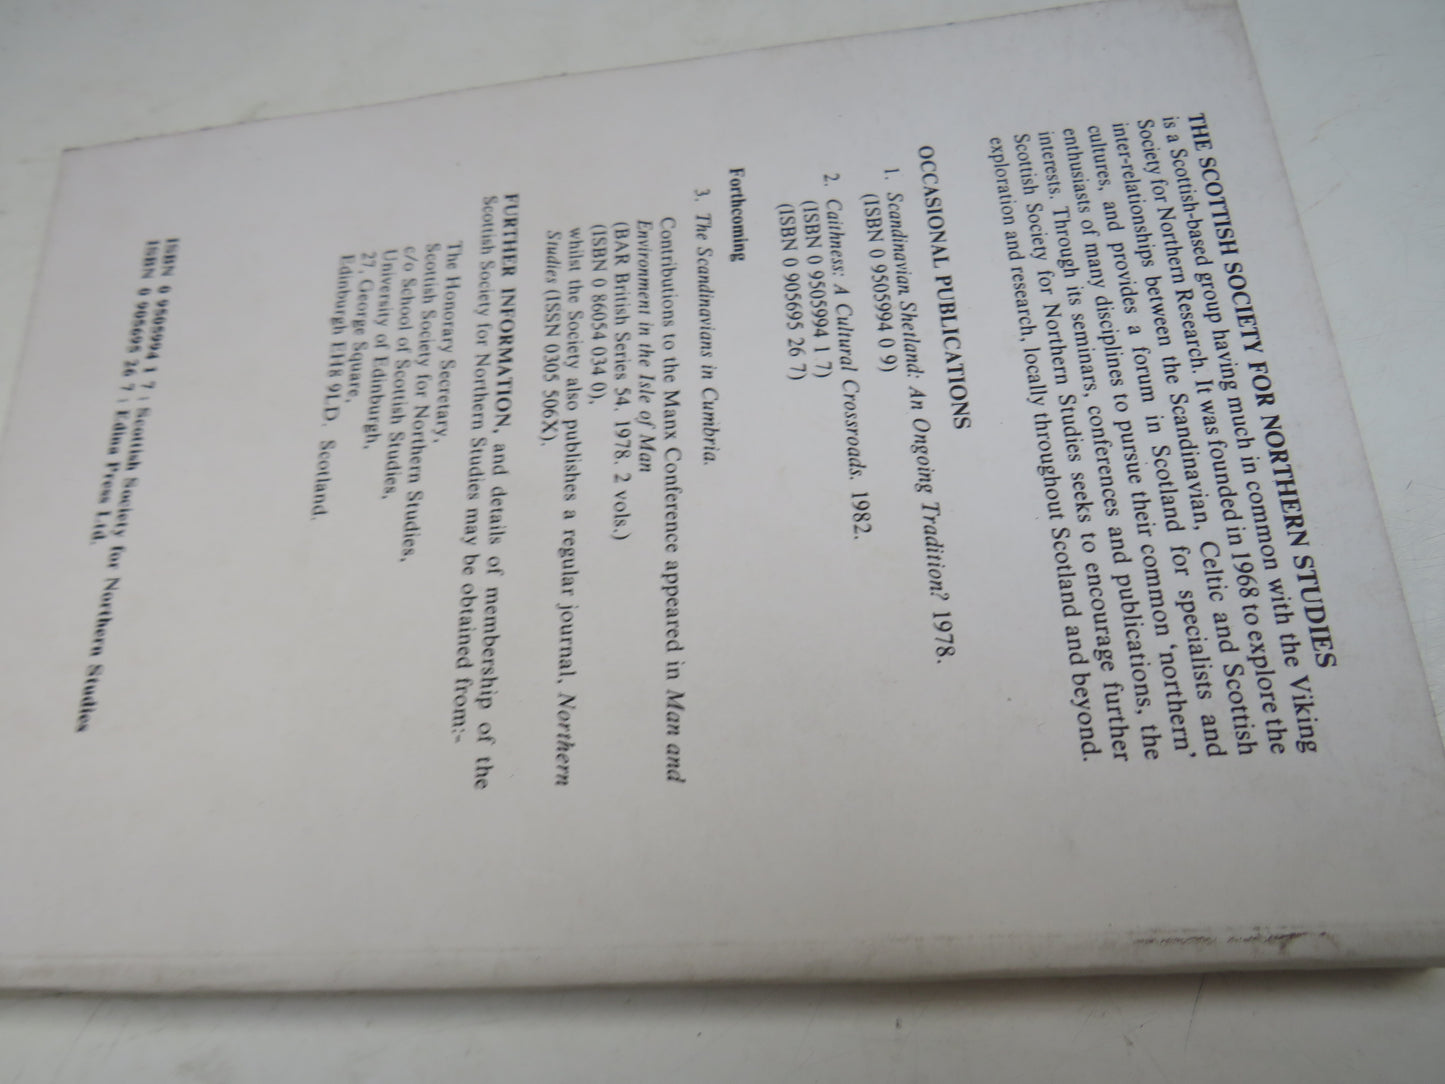 THE SCOTTISH SOCIETY FOR NORTHERN STUDIES
is a Scottish-based group having much in common with the Viking
Society for Northern Research. It was founded in 1968 to explore the
inter-relationships between the Scandinavian, Celtic and Scottish
cultures, and provides a forum in Scotland for specialists and
enthusiasts of many disciplines to pursue their common ‘northern’
interests. Through its seminars, conferences and publications, the
Scottish Society for Northern Studies seeks to encourage further
exploration and research, locally throughout Scotland and beyond.
OCCASIONAL PUBLICATIONS
1. Scandinavian Shetland: An Ongoing Tradition? 1978.
(ISBN 0 9505994 0 9)
2. Caithness: A Cultural Crossroads. 1982.
(ISBN 0 9505994 1 7)
(ISBN 0 905695 26 7)
Forthcoming
3. The Scandinavians in Cumbria.
Contributions to the Manx Conference appeared in Man and
Environment in the Isle of Man
(BAR British Series 54, 1978. 2 vols.)
(ISBN 0 86054 034 0),
whilst the Society also publishes a regular journal, Northern
Studies (ISSN 0305 506X).
FURTHER INFORMATION, and details of membership of the
Scottish Society for Northern Studies may be obtained from:-
The Honorary Secretary,
Scottish Society for Northern Studies,
c/o School of Scottish Studies,
University of Edinburgh,
27, George Square,
Edinburgh EH8 9LD. Scotland.
ISBN 0 9505994 1 7 : Scottish Society for Northern Studies
ISBN 0 905695 26 7 : Edina Press Ltd.